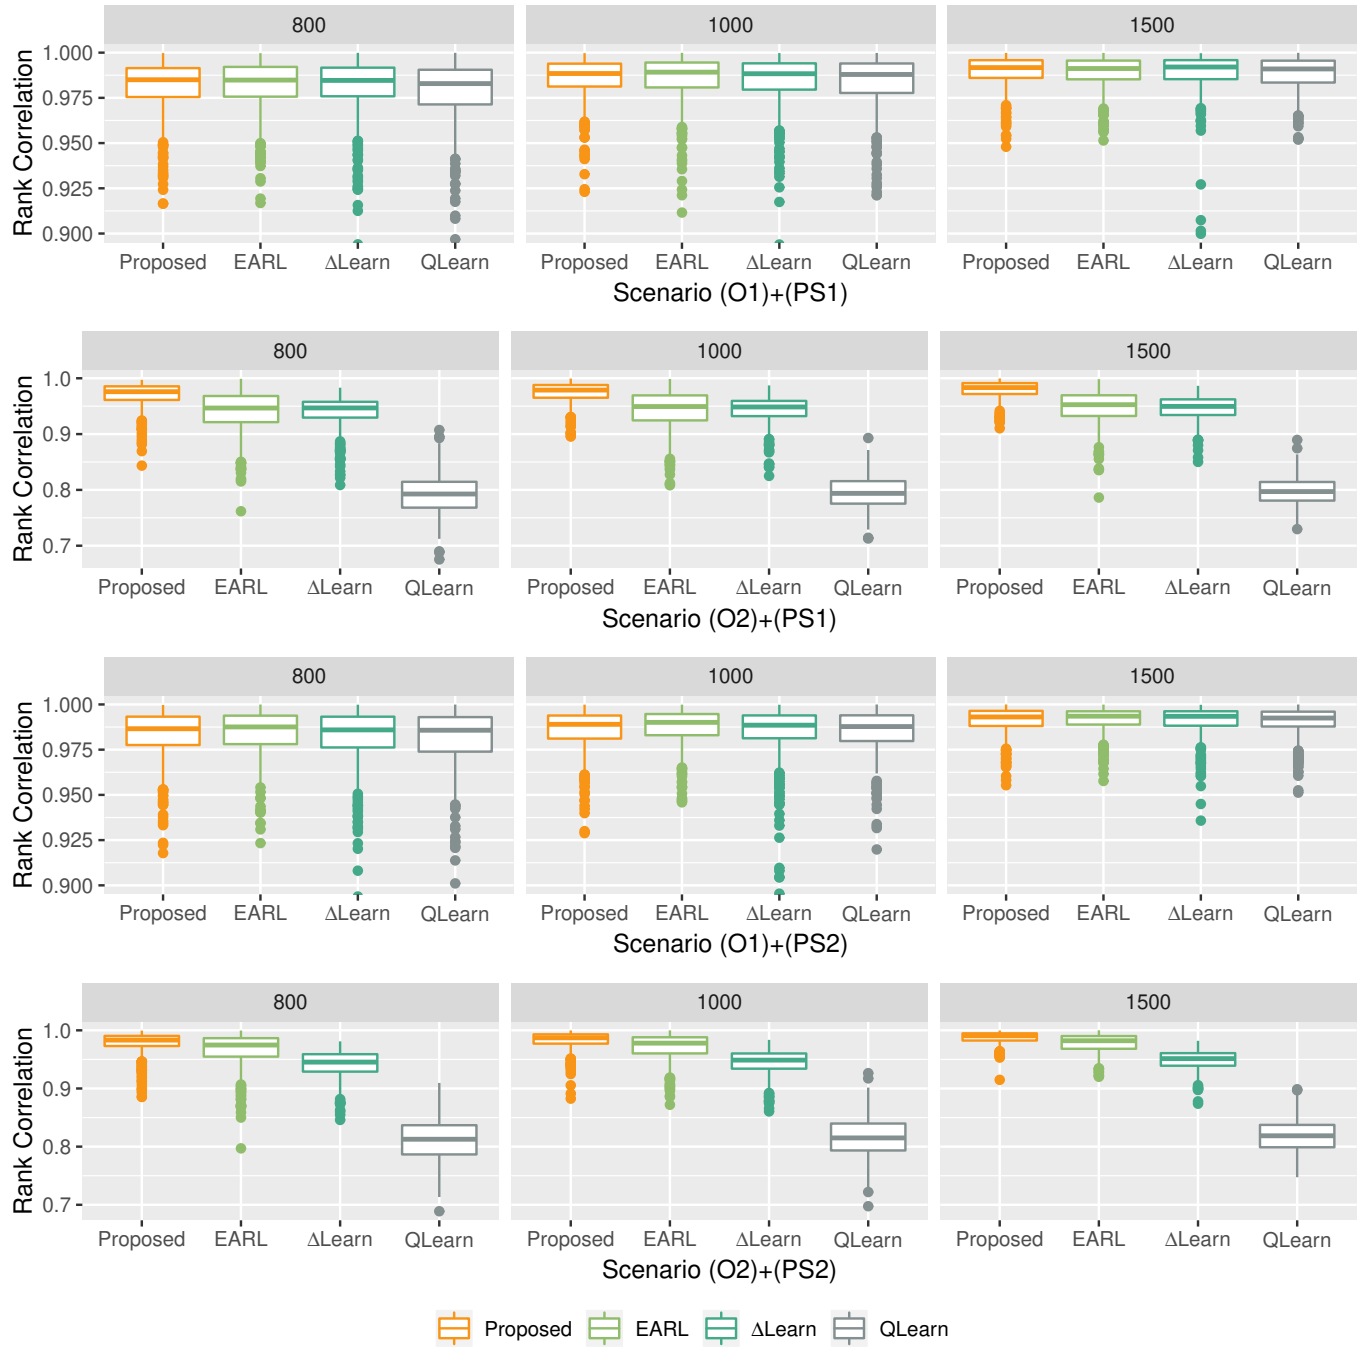 800 1000 1500
1.000
0.975
0.950
0.925
0.900
Rank Correlation
Proposed EARL ΔLearn QLearn Proposed EARL ΔLearn QLearn Proposed EARL ΔLearn QLearn
Scenario (O1)+(PS1)
800 1000 1500
1.0
0.9
0.8
0.7
Rank Correlation
Proposed EARL ΔLearn QLearn Proposed EARL ΔLearn QLearn Proposed EARL ΔLearn QLearn
Scenario (O2)+(PS1)
800 1000 1500
1.000
0.975
0.950
0.925
0.900
Rank Correlation
Proposed EARL ΔLearn QLearn Proposed EARL ΔLearn QLearn Proposed EARL ΔLearn QLearn
Scenario (O1)+(PS2)
800 1000 1500
1.0
0.9
0.8
0.7
Rank Correlation
Proposed EARL ΔLearn QLearn Proposed EARL ΔLearn QLearn Proposed EARL ΔLearn QLearn
Scenario (O2)+(PS2)
Proposed EARL ΔLearn QLearn